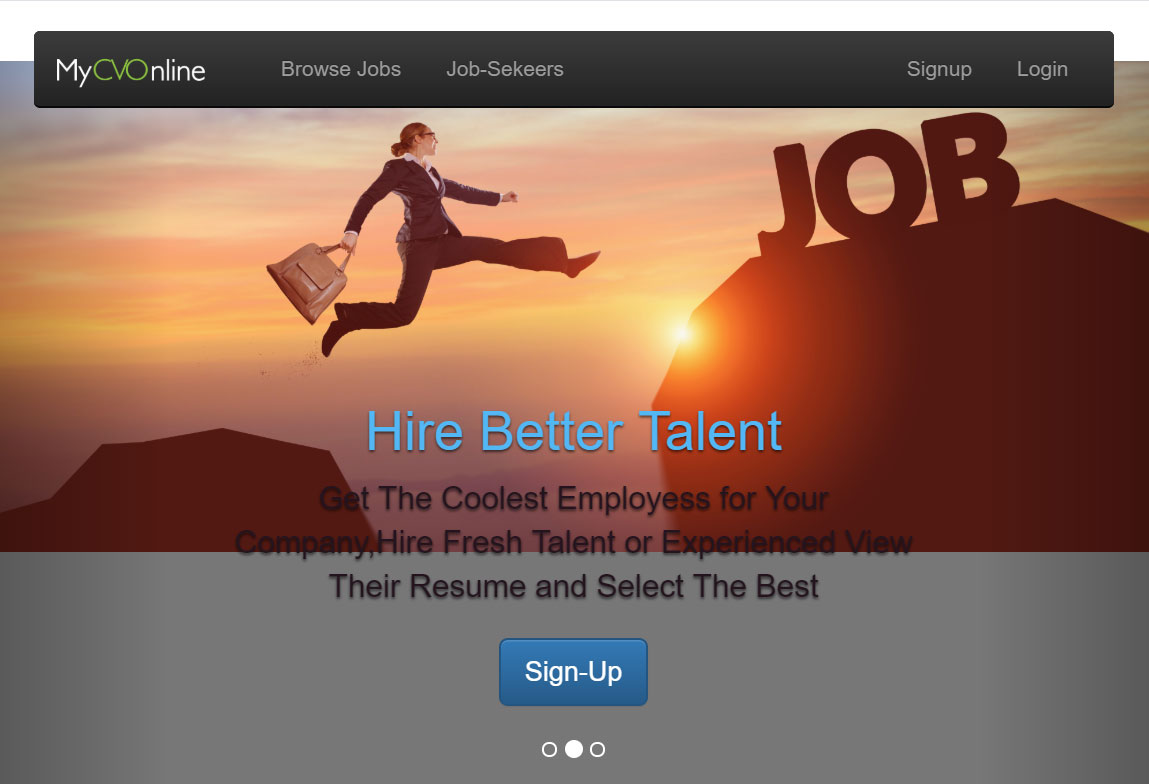 MyCVOnline Browse Jobs Job-Sekeers Signup Login
JOB
Hire Better Talent
Get The Coolest Employess for Your
Company,Hire Fresh Talent or Experienced View
Their Resume and Select The Best
Sign-Up